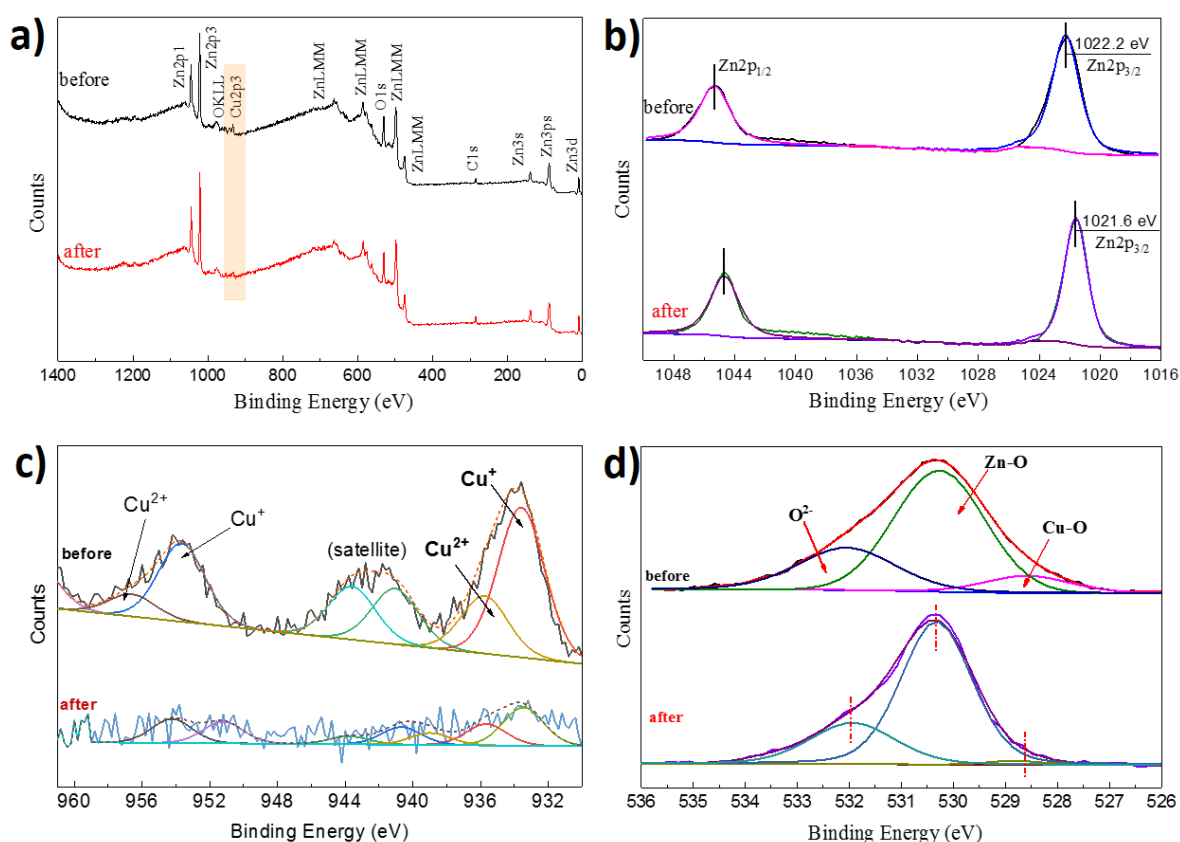 a)
before
Zn2p1
Zn2p3
OKLL
Cu2p3
ZnLMM
ZnLMM
O1s
ZnLMM
ZnLMM
C1s
Zn3s
Zn3ps
Zn3d
after
Counts
1400 1200 1000 800 600 400 200 0
Binding Energy (eV)
b)
before
Zn2p1/2
1022.2 eV
Zn2p3/2
after
1021.6 eV
Zn2p3/2
Counts
1048 1044 1040 1036 1032 1028 1024 1020 1016
Binding Energy (eV)
c)
Cu2+
Cu+
before
(satellite)
Cu+
Cu2+
after
Counts
960 956 952 948 944 940 936 932
Binding Energy (eV)
d)
Zn-O
O2-
Cu-O
before
after
Counts
536 535 534 533 532 531 530 529 528 527 526
Binding Energy (eV)